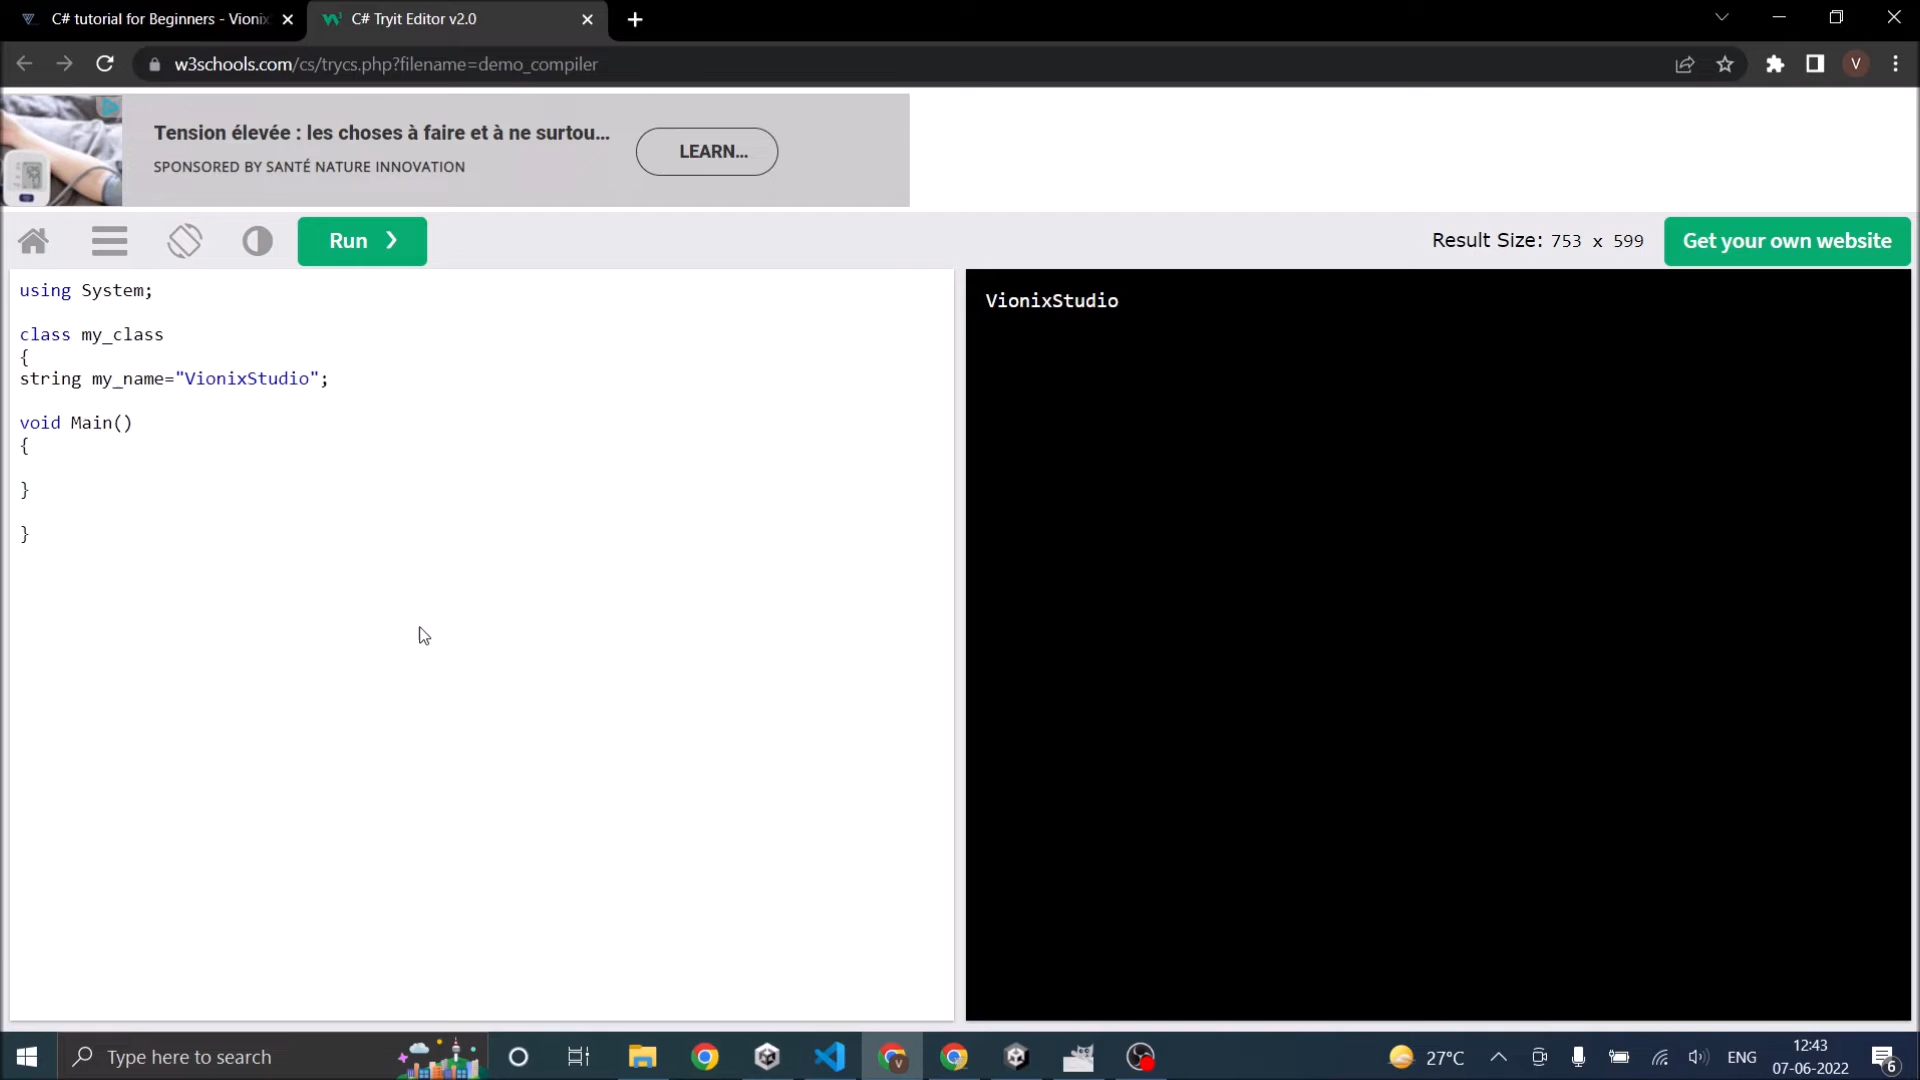 C# tutorial for Beginners - Vionix
C# Tryit Editor v2.0
w3schools.com/cs/trycs.php?filename=demo_compiler
V
Tension élevée : les choses à faire et à ne surtou...
SPONSORED BY SANTÉ NATURE INNOVATION
LEARN...
Run ❯
Result Size: 753 x 599
Get your own website
using System;
class my_class
{
string my_name="VionixStudio";
void Main()
{
}
}
VionixStudio
Type here to search
V
27°C
ENG
12:43
07-06-2022
6